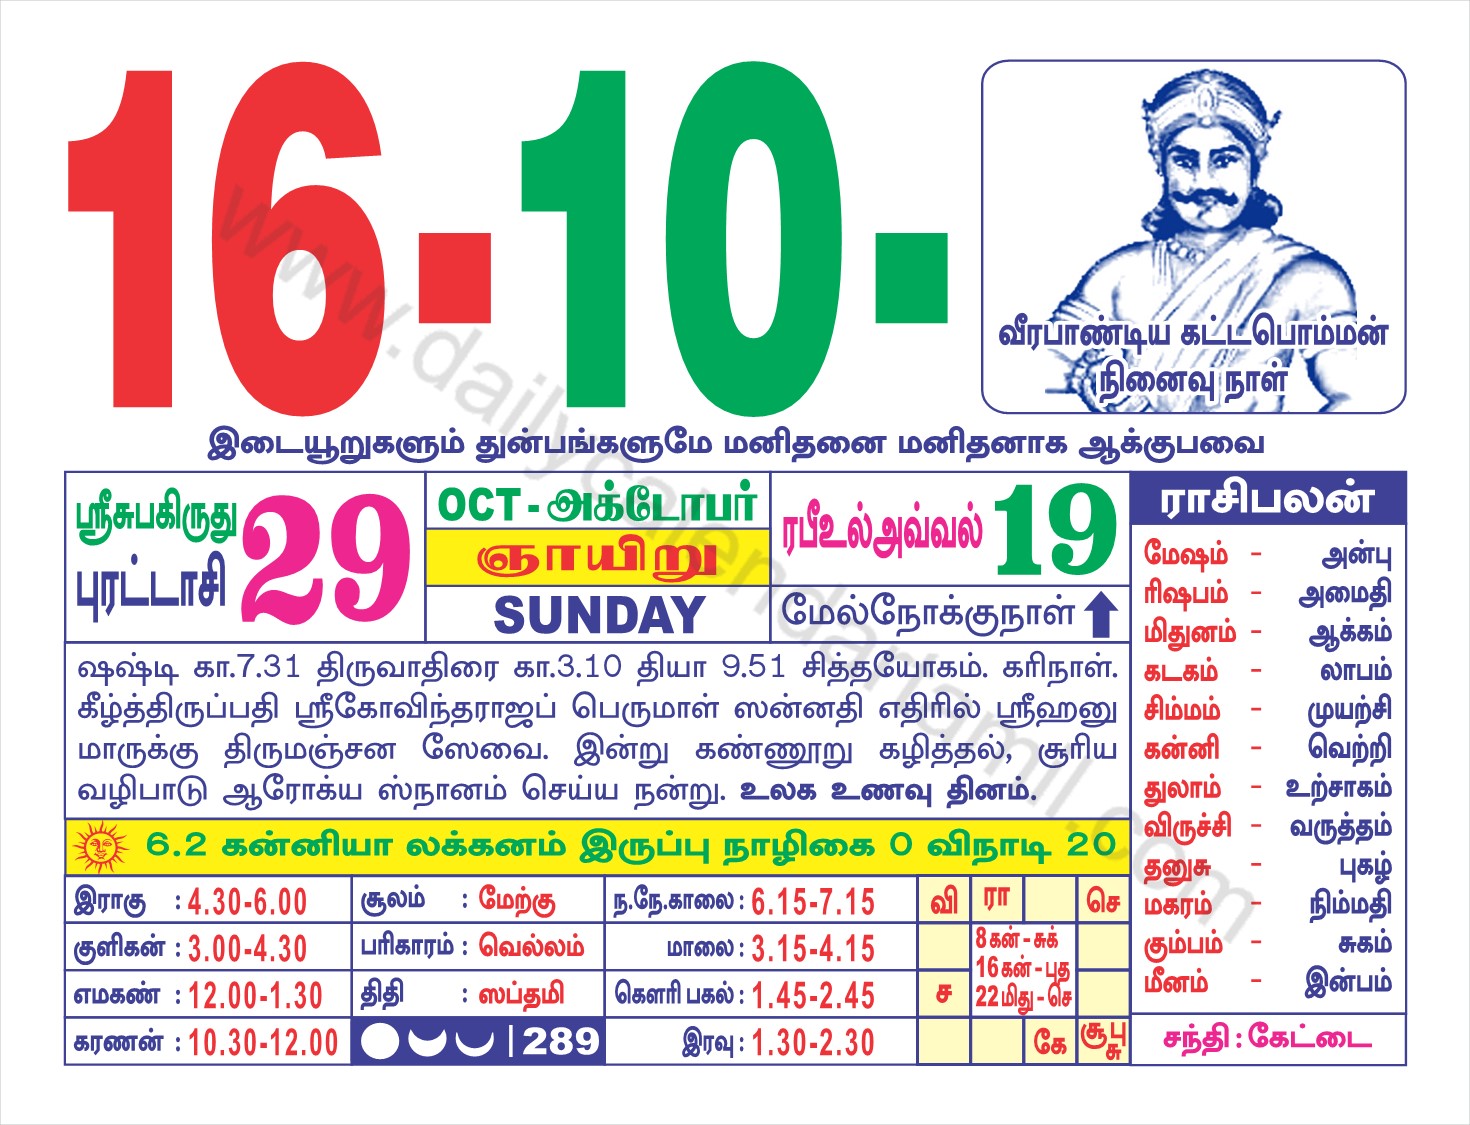 16-10-
வீரபாண்டிய கட்டபொம்மன்
நினைவு நாள்
இடையூறுகளும் துன்பங்களுமே மனிதனை மனிதனாக ஆக்குபவை
ஸ்ரீசுபகிருது
புரட்டாசி
29
OCT - அக்டோபர்
ஞாயிறு
SUNDAY
ரபீஉல்அவ்வல் 19
மேல்நோக்குநாள்
ஷஷ்டி கா.7.31 திருவாதிரை கா.3.10 தியா 9.51 சித்தயோகம். கரிநாள்.
கீழ்த்திருப்பதி ஸ்ரீகோவிந்தராஜப் பெருமாள் ஸன்னதி எதிரில் ஸ்ரீஹனு
மாருக்கு திருமஞ்சன ஸேவை. இன்று கண்ணூறு கழித்தல், சூரிய
வழிபாடு ஆரோக்ய ஸ்நானம் செய்ய நன்று. உலக உணவு தினம்.
6.2 கன்னியா லக்கனம் இருப்பு நாழிகை 0 விநாடி 20
இராகு : 4.30-6.00
குளிகன் : 3.00-4.30
எமகண் : 12.00-1.30
கரணன் : 10.30-12.00
சூலம் : மேற்கு
பரிகாரம் : வெல்லம்
திதி : ஸப்தமி
289
ந.நே.காலை : 6.15-7.15
மாலை : 3.15-4.15
கௌரி பகல் : 1.45-2.45
இரவு : 1.30-2.30
வி ரா செ
8 கன் - சுக்
16 கன் - புத
ச 22 மிது - செ
கே சூ பு சு
ராசிபலன்
மேஷம் - அன்பு
ரிஷபம் - அமைதி
மிதுனம் - ஆக்கம்
கடகம் - லாபம்
சிம்மம் - முயற்சி
கன்னி - வெற்றி
துலாம் - உற்சாகம்
விருச்சி - வருத்தம்
தனுசு - புகழ்
மகரம் - நிம்மதி
கும்பம் - சுகம்
மீனம் - இன்பம்
சந்தி : கேட்டை
www.dailycalendartamil.com